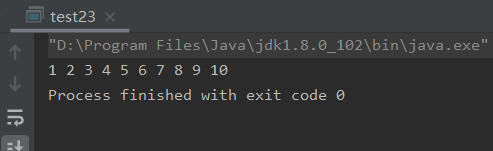 test23
"D:\Program Files\Java\jdk1.8.0_102\bin\java.exe"
1 2 3 4 5 6 7 8 9 10
Process finished with exit code 0